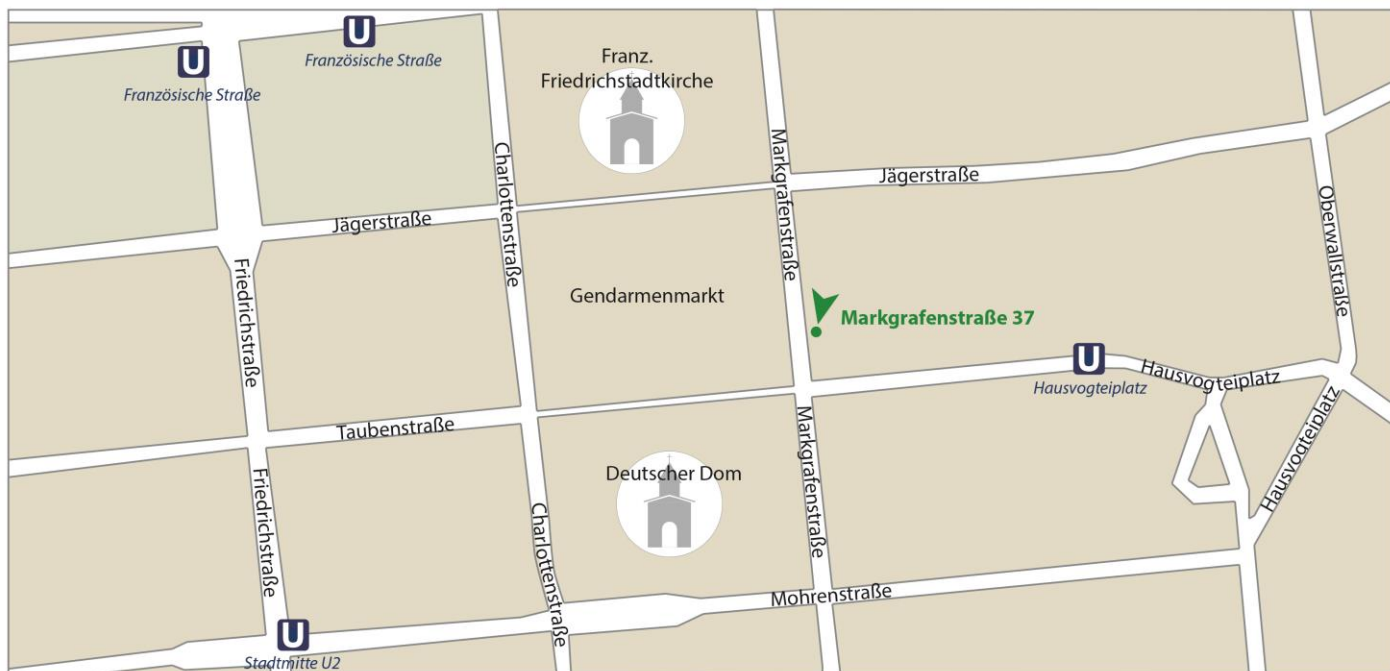 U
Französische Straße
U
Französische Straße
Franz.
Friedrichstadtkirche
Charlottenstraße
Markgrafenstraße
Jägerstraße
Jägerstraße
Oberwallstraße
Friedrichstraße
Gendarmenmarkt
Markgrafenstraße 37
U
Hausvogteiplatz
Hausvogteiplatz
Hausvogteiplatz
Taubenstraße
Markgrafenstraße
Deutscher Dom
Friedrichstraße
Charlottenstraße
Mohrenstraße
U
Stadtmitte U2